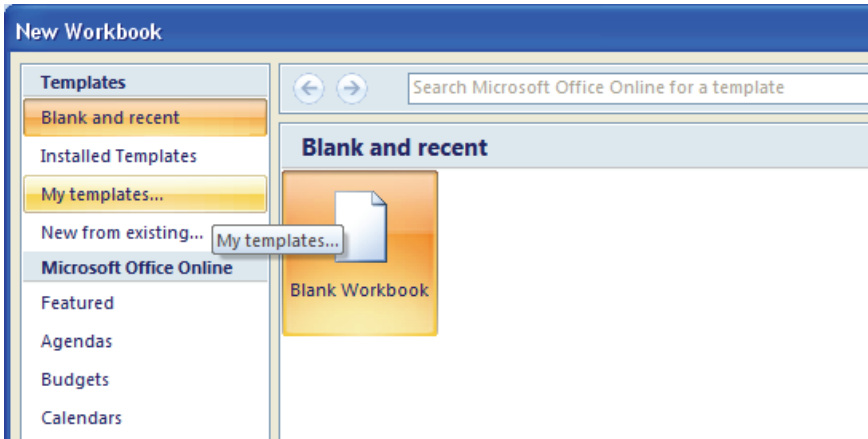 New Workbook
Templates
Blank and recent
Installed Templates
My templates...
New from existing...
My templates...
Microsoft Office Online
Featured
Agendas
Budgets
Calendars
Search Microsoft Office Online for a template
Blank and recent
Blank Workbook